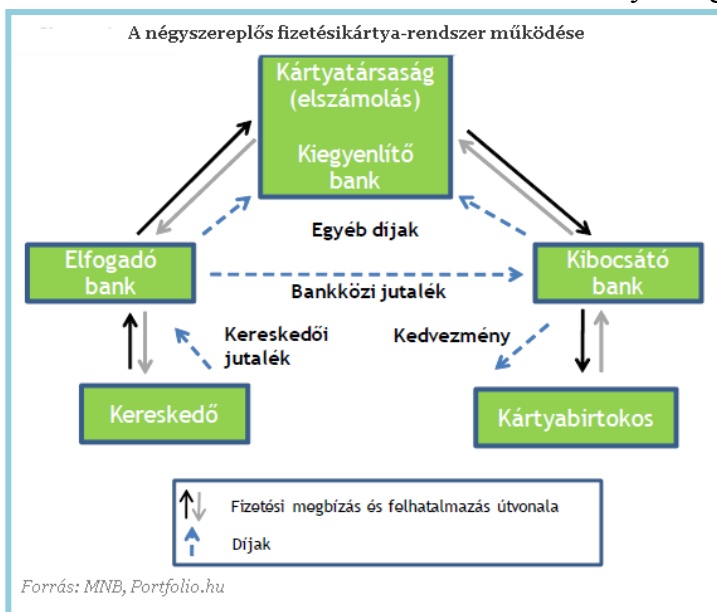 A négyszereplős fizetésikártya-rendszer működése
Kártyatársaság
(elszámolás)
Kiegyenlítő
bank
Egyéb díjak
Elfogadó
bank
Kibocsátó
bank
Bankközi jutalék
Kereskedői
jutalék
Kedvezmény
Kereskedő
Kártyabirtokos
Fizetési megbízás és felhatalmazás útvonala
Díjak
Forrás: MNB, Portfolio.hu